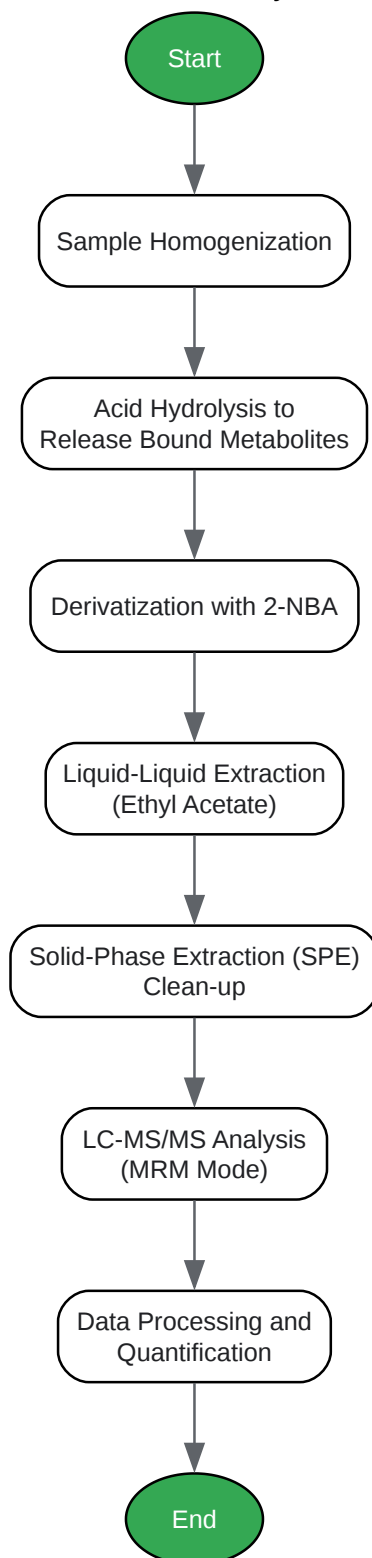 Start
Sample Homogenization
Acid Hydrolysis to
Release Bound Metabolites
Derivatization with 2-NBA
Liquid-Liquid Extraction
(Ethyl Acetate)
Solid-Phase Extraction (SPE)
Clean-up
LC-MS/MS Analysis
(MRM Mode)
Data Processing and
Quantification
End